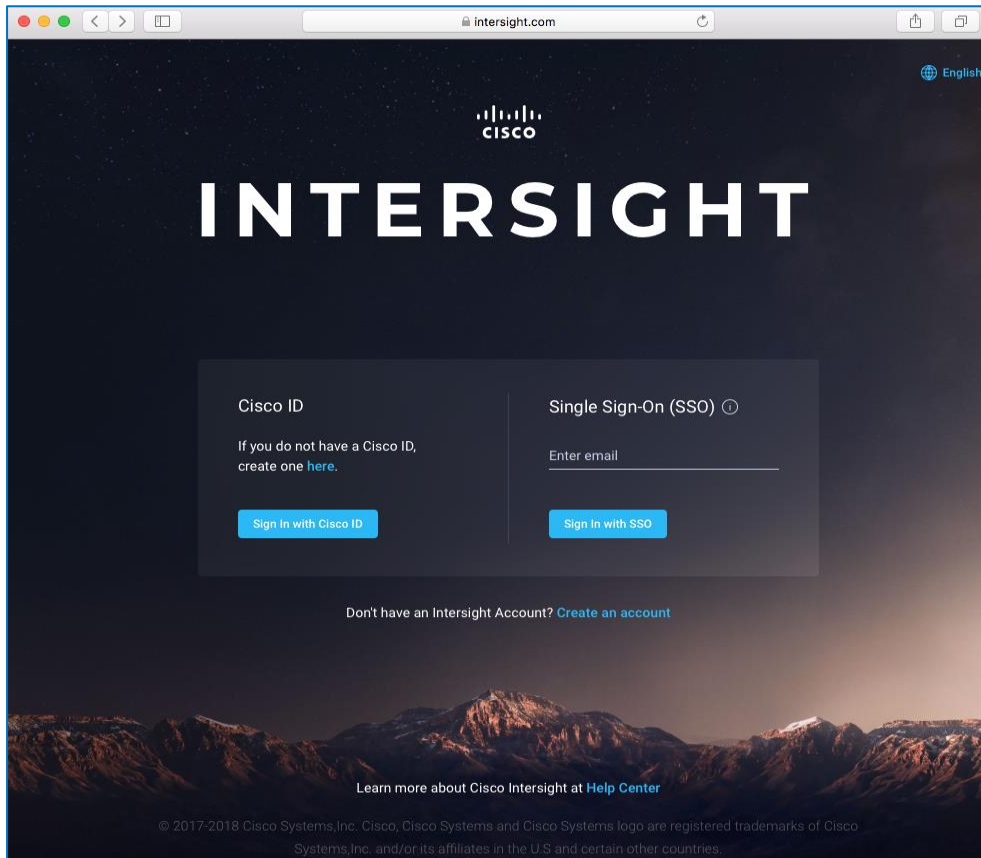 intersight.com
English
CISCO
INTERSIGHT
Cisco ID
If you do not have a Cisco ID,
create one here.
Sign In with Cisco ID
Single Sign-On (SSO)
Enter email
Sign In with SSO
Don't have an Intersight Account? Create an account
Learn more about Cisco Intersight at Help Center
© 2017-2018 Cisco Systems,Inc. Cisco, Cisco Systems and Cisco Systems logo are registered trademarks of Cisco
Systems,Inc. and/or its affiliates in the U.S and certain other countries.